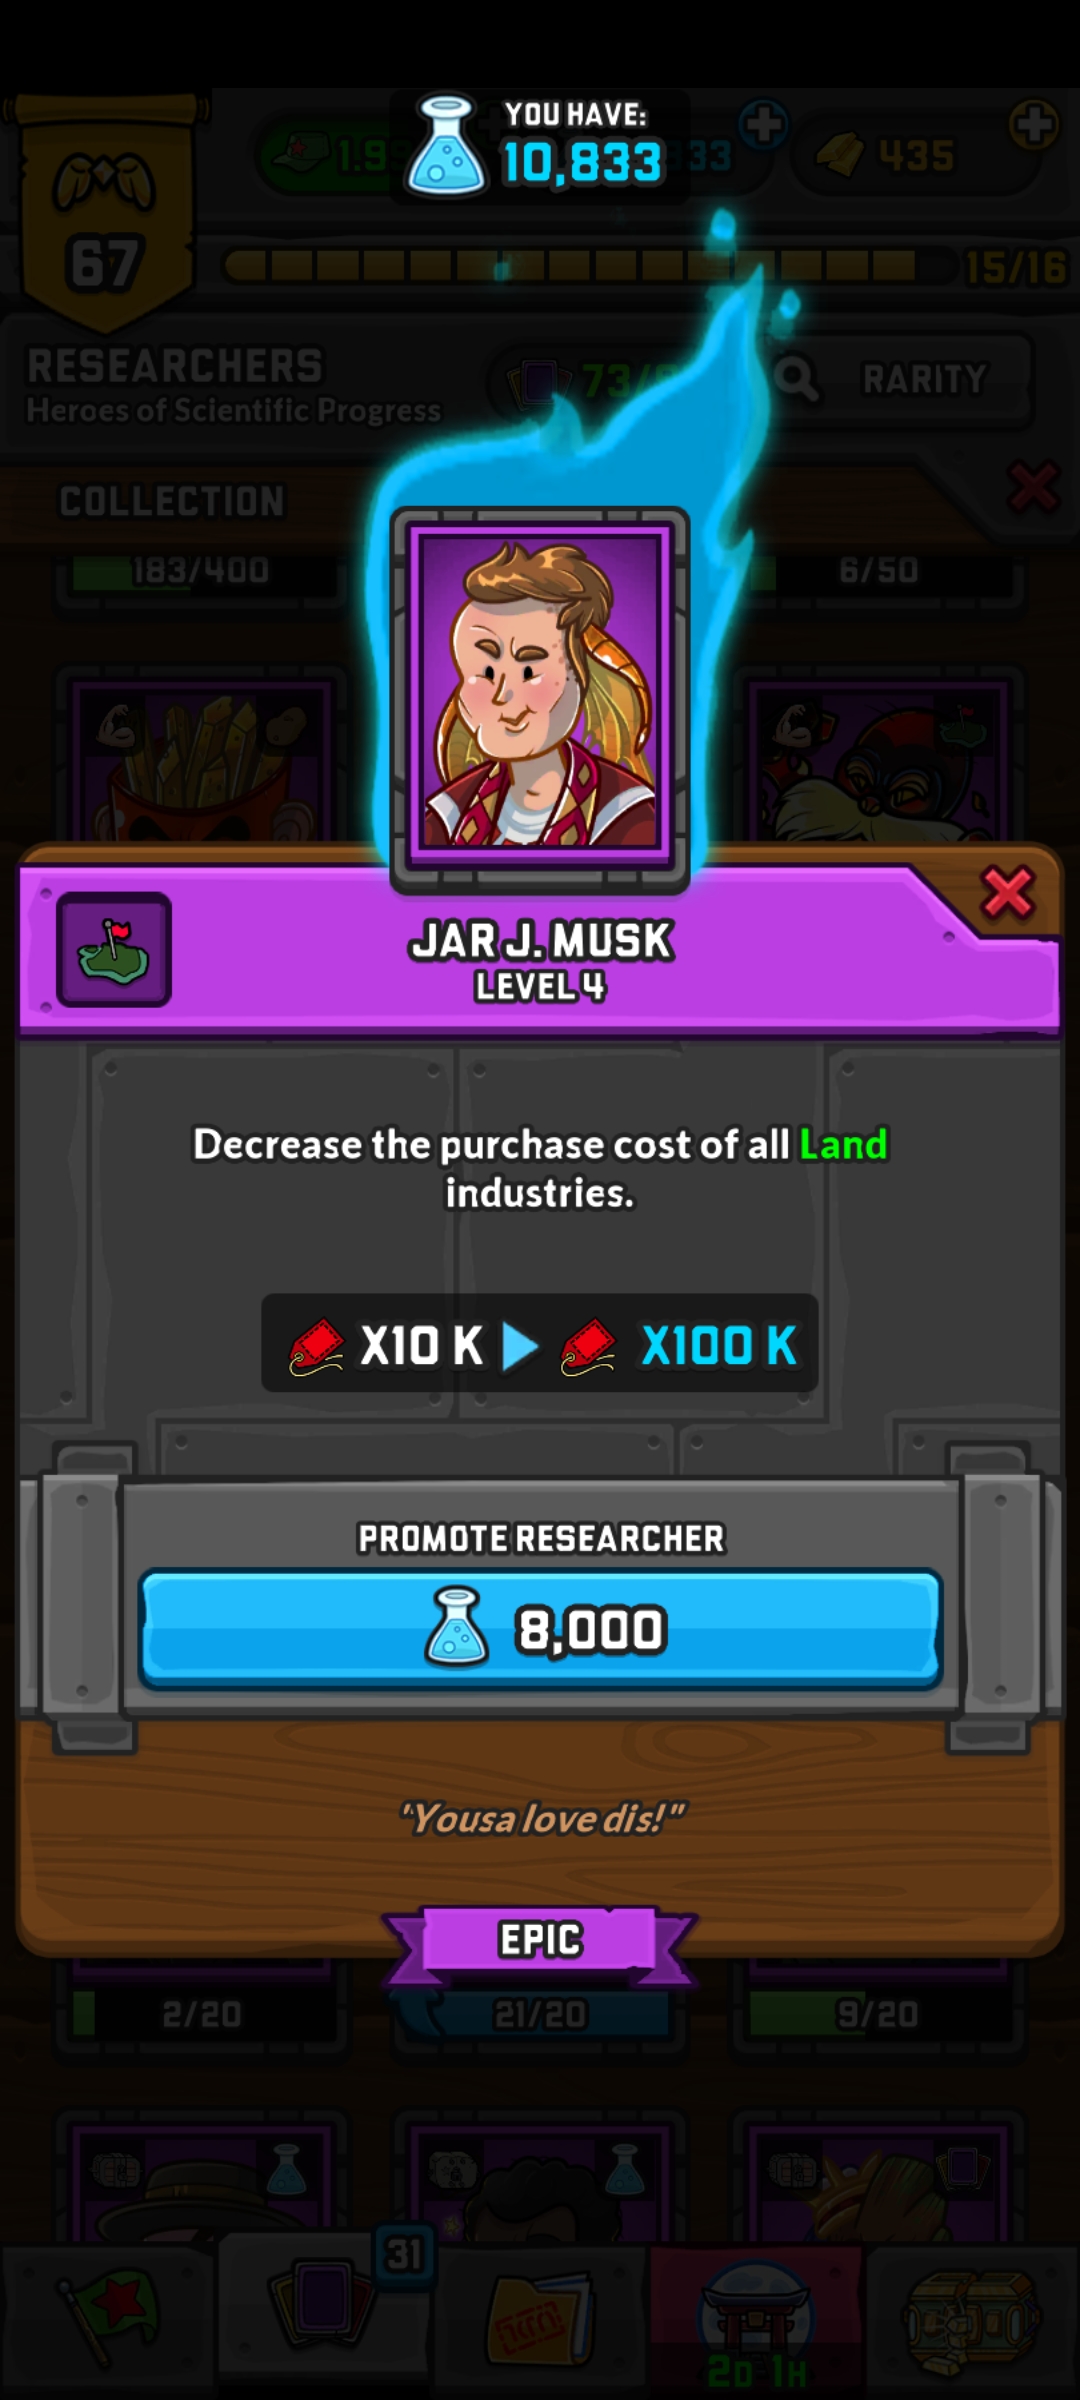 YOU HAVE:
10,833
435
67
15/16
RESEARCHERS
Heroes of Scientific Progress
RARITY
COLLECTION
183/400
6/50
JAR J. MUSK
LEVEL 4
Decrease the purchase cost of all Land
industries.
X10 K
X100 K
PROMOTE RESEARCHER
8,000
"Yousa love dis!"
EPIC
2/20
21/20
9/20
31
2D 1H